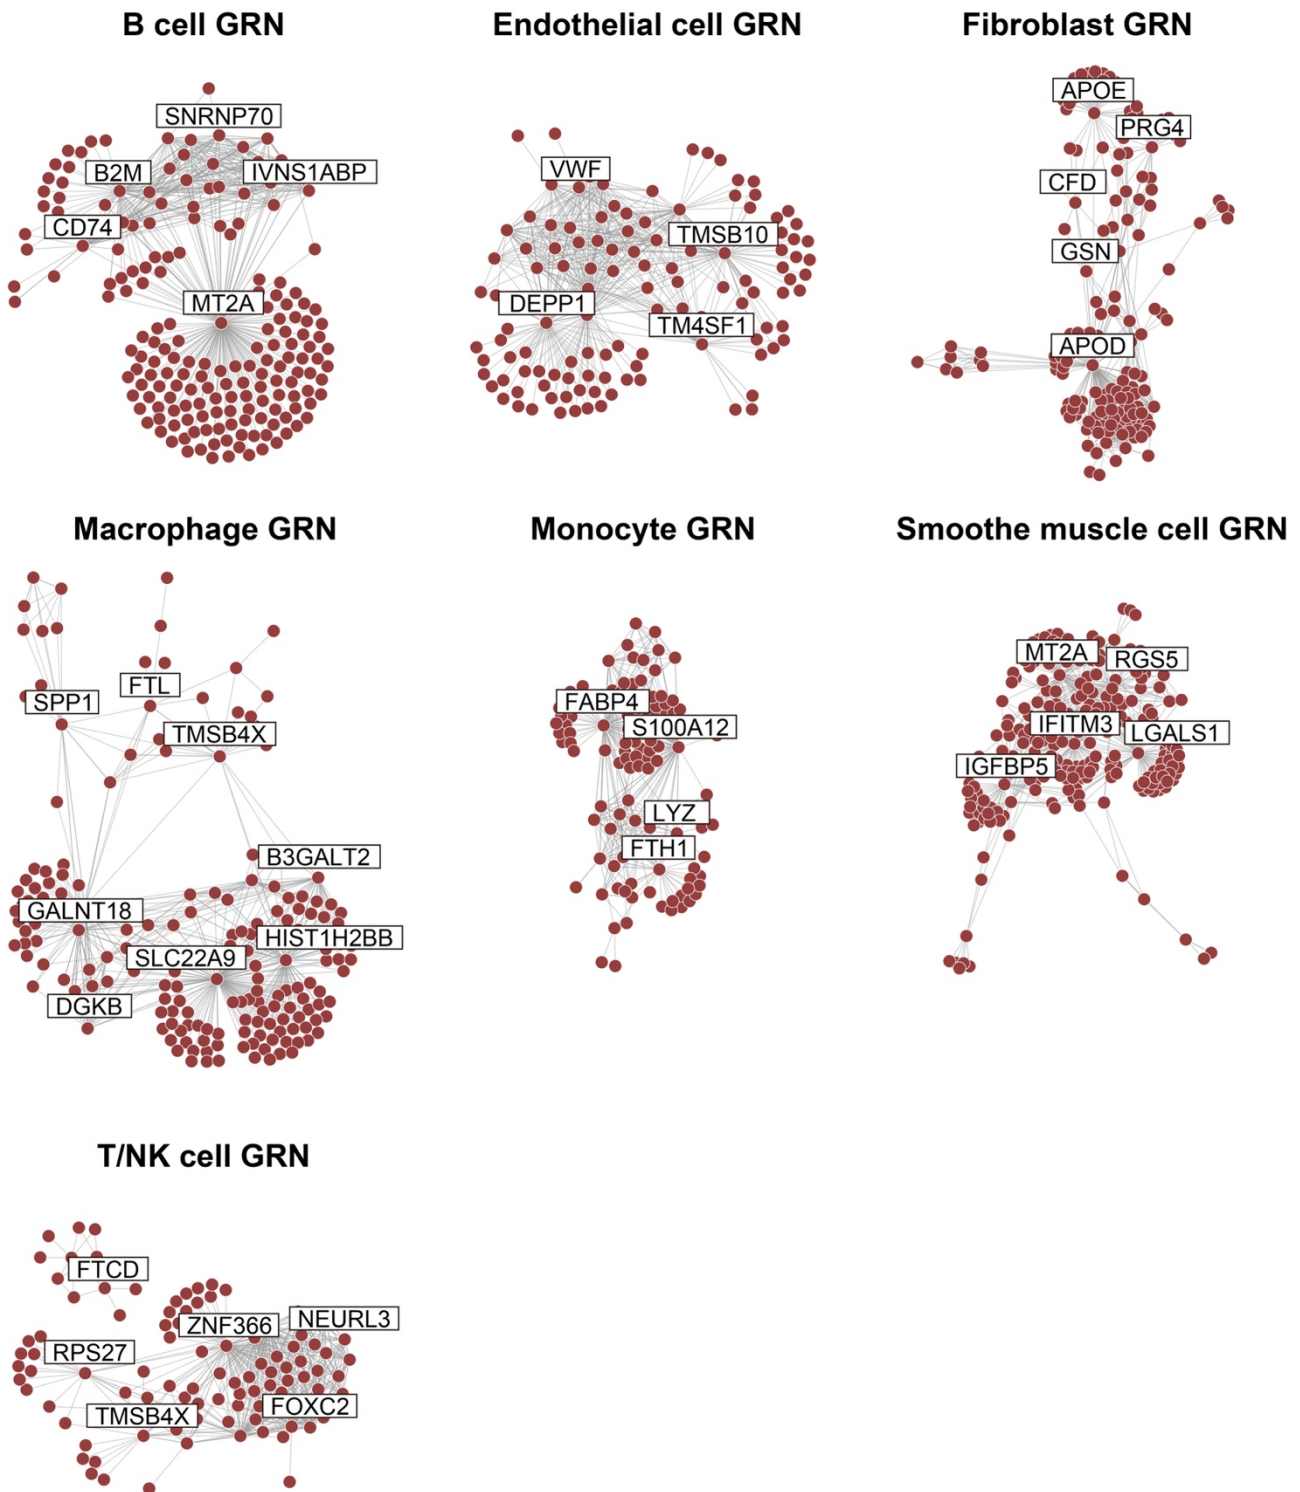 B cell GRN
Endothelial cell GRN
Fibroblast GRN
SNRNP70
B2M
IVNS1ABP
CD74
MT2A
VWF
TMSB10
DEPP1
TM4SF1
APOE
PRG4
CFD
GSN
APOD
Macrophage GRN
Monocyte GRN
Smoothe muscle cell GRN
SPP1
FTL
TMSB4X
B3GALT2
GALNT18
HIST1H2BB
SLC22A9
DGKB
FABP4
S100A12
LYZ
FTH1
MT2A
RGS5
IFITM3
LGALS1
IGFBP5
T/NK cell GRN
FTCD
ZNF366
NEURL3
RPS27
TMSB4X
FOXC2